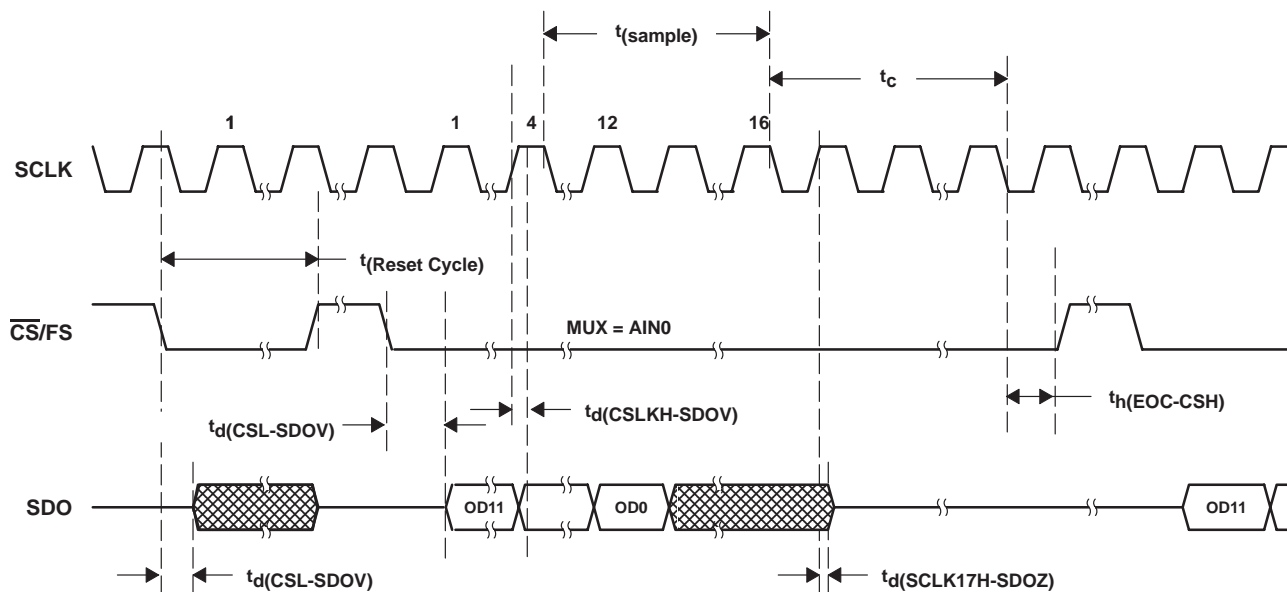 t(sample)
tc
1 1 4 12 16
SCLK
t(Reset Cycle)
CS/FS
MUX = AIN0
td(CSL-SDOV)
td(CSLKH-SDOV)
th(EOC-CSH)
SDO
OD11 OD0 OD11
td(CSL-SDOV)
td(SCLK17H-SDOZ)